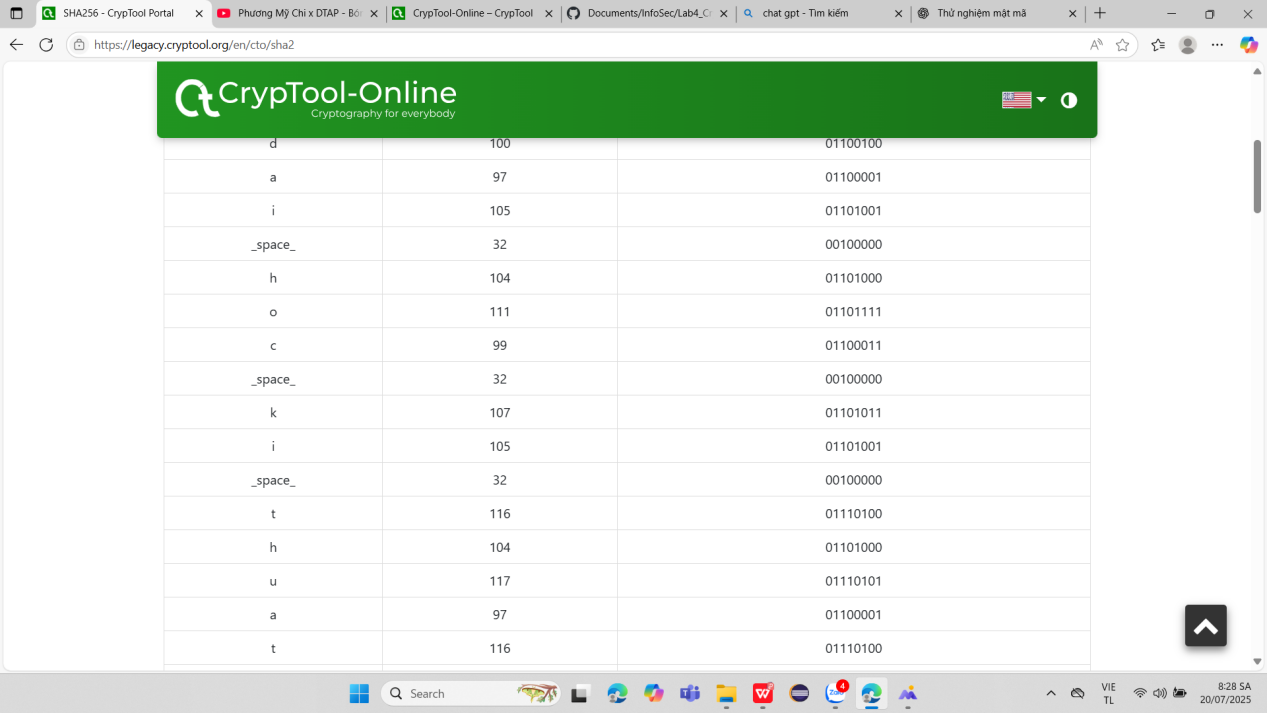 SHA256 - CrypTool Portal
Phương Mỹ Chi x DTAP - Bó
CrypTool-Online – CrypTool
Documents/InfoSec/Lab4_Cr
chat gpt - Tìm kiếm
Thử nghiệm mật mã
https://legacy.cryptool.org/en/cto/sha2
CrypTool-Online
Cryptography for everybody
d 100 01100100
a 97 01100001
i 105 01101001
_space_ 32 00100000
h 104 01101000
o 111 01101111
c 99 01100011
_space_ 32 00100000
k 107 01101011
i 105 01101001
_space_ 32 00100000
t 116 01110100
h 104 01101000
u 117 01110101
a 97 01100001
t 116 01110100
Search
Zalo
4
VIE
TL
8:28 SA
20/07/2025